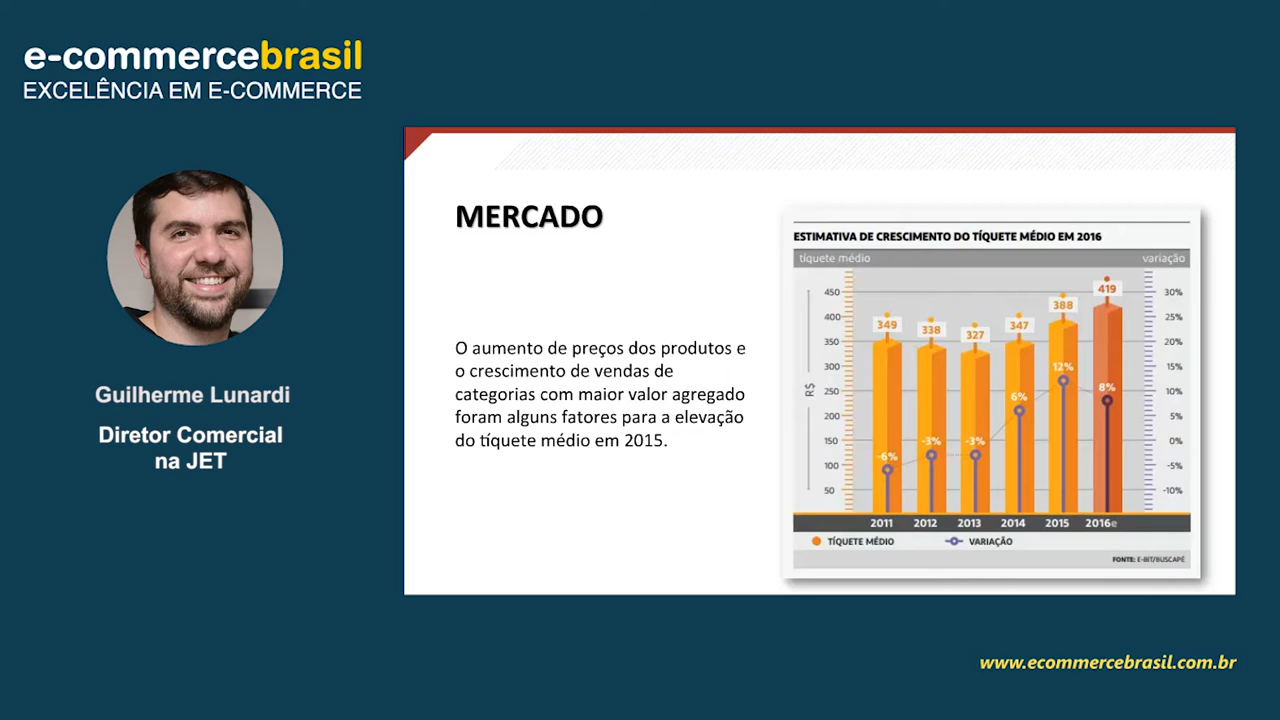 e-commercebrasil
EXCELÊNCIA EM E-COMMERCE
Guilherme Lunardi
Diretor Comercial
na JET
MERCADO
O aumento de preços dos produtos e
o crescimento de vendas de
categorias com maior valor agregado
foram alguns fatores para a elevação
do tíquete médio em 2015.
ESTIMATIVA DE CRESCIMENTO DO TÍQUETE MÉDIO EM 2016
tíquete médio variação
450 30%
400 25%
350 20%
300 15%
250 10%
200 5%
150 0%
100 -5%
50 -10%
R$
349 338 327 347 388 419
-6% -3% -3% 6% 12% 8%
2011 2012 2013 2014 2015 2016e
TÍQUETE MÉDIO VARIAÇÃO
FONTE: E-BIT/BUSCAPÉ
www.ecommercebrasil.com.br